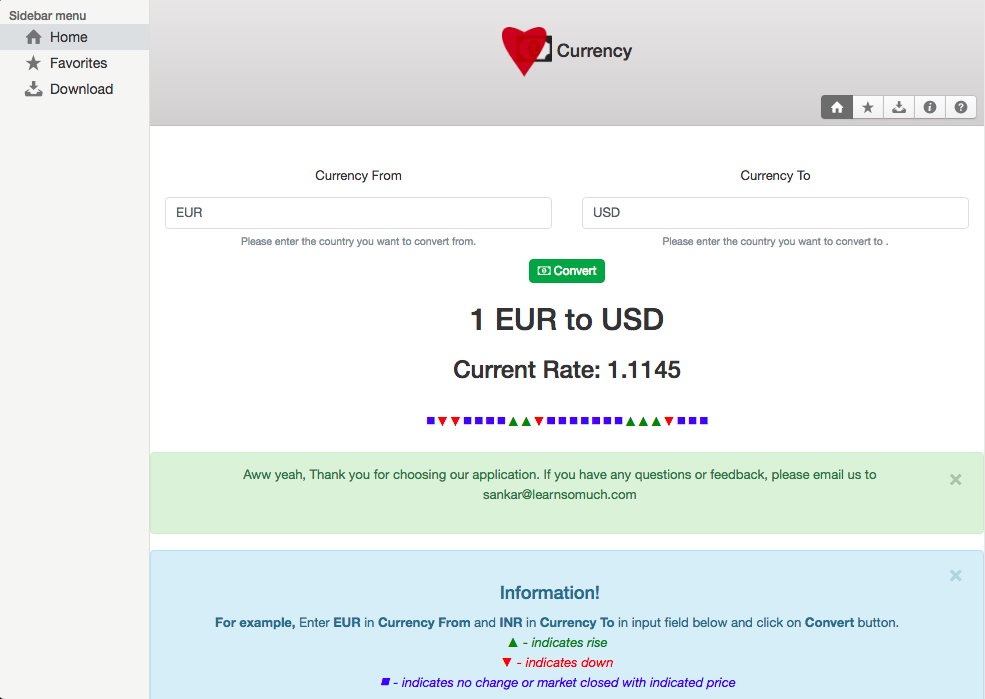 Sidebar menu
Home
Favorites
Download
Currency
Currency From
Currency To
EUR
USD
Please enter the country you want to convert from.
Please enter the country you want to convert to .
Convert
1 EUR to USD
Current Rate: 1.1145
■▼▼■■■■▲▲▼■■■■■■■▲▲▲▼■■■
Aww yeah, Thank you for choosing our application. If you have any questions or feedback, please email us to
sankar@learnsomuch.com
×
×
Information!
For example, Enter EUR in Currency From and INR in Currency To in input field below and click on Convert button.
▲ - indicates rise
▼ - indicates down
■ - indicates no change or market closed with indicated price